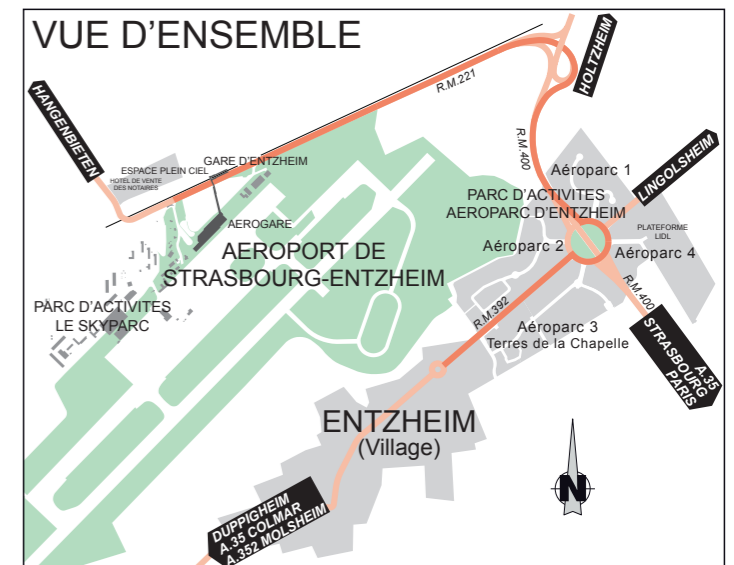 VUE D'ENSEMBLE
HANGENBIETEN
HOLTZHEIM
R.M.221
R.M.400
GARE D'ENTZHEIM
ESPACE PLEIN CIEL
HOTEL DE VENTE
DES NOTAIRES
Aéroparc 1
LINGOLSHEIM
PARC D'ACTIVITES
AEROPARC D'ENTZHEIM
AEROGARE
PLATEFORME
LIDL
Aéroparc 2
Aéroparc 4
AEROPORT DE
STRASBOURG-ENTZHEIM
R.M.400
PARC D'ACTIVITES
LE SKYPARC
R.M.392
Aéroparc 3
Terres de la Chapelle
A.35
STRASBOURG
PARIS
ENTZHEIM
(Village)
N
DUPPIGHEIM
A.35 COLMAR
A.352 MOLSHEIM